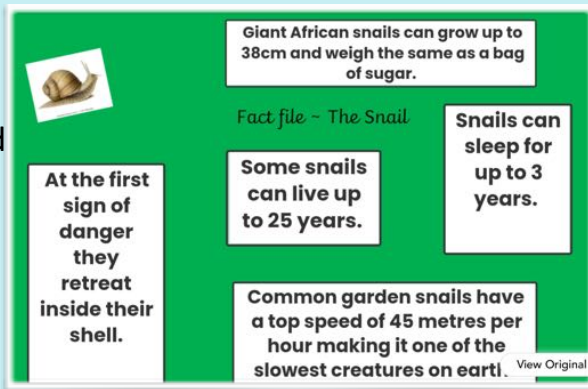 Giant African snails can grow up to
38cm and weigh the same as a bag
of sugar.
Fact file ~ The Snail
Snails can
sleep for
up to 3
years.
Some snails
can live up
to 25 years.
At the first
sign of
danger
they
retreat
inside their
shell.
Common garden snails have
a top speed of 45 metres per
hour making it one of the
slowest creatures on
View Original